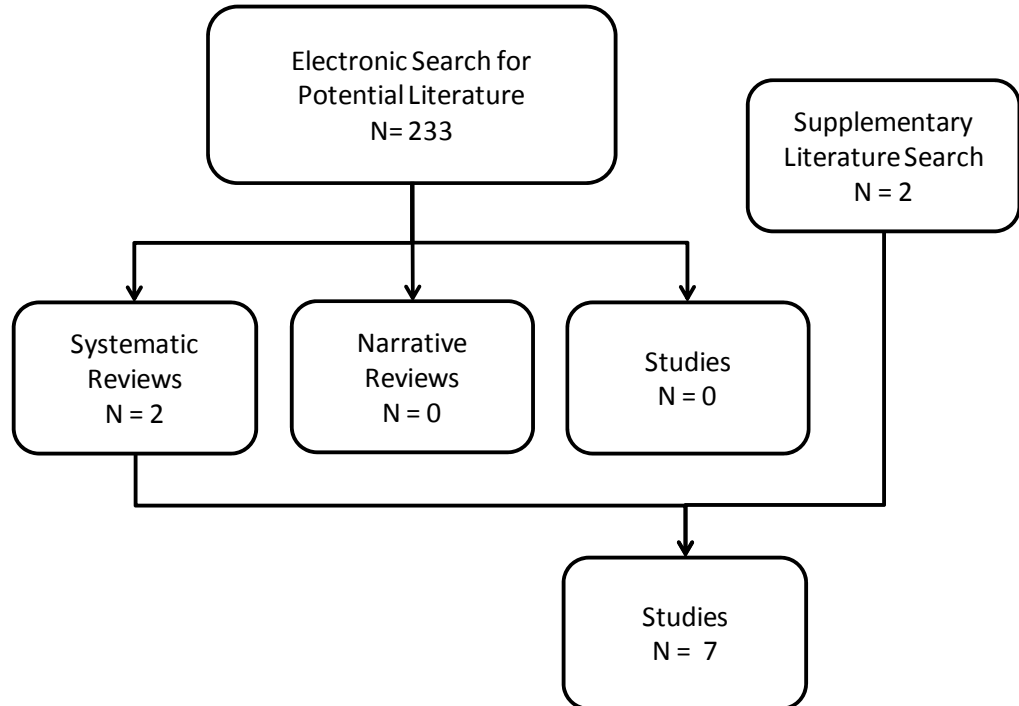 Electronic Search for
Potential Literature
N= 233
Supplementary
Literature Search
N = 2
Systematic
Reviews
N = 2
Narrative
Reviews
N = 0
Studies
N = 0
Studies
N = 7